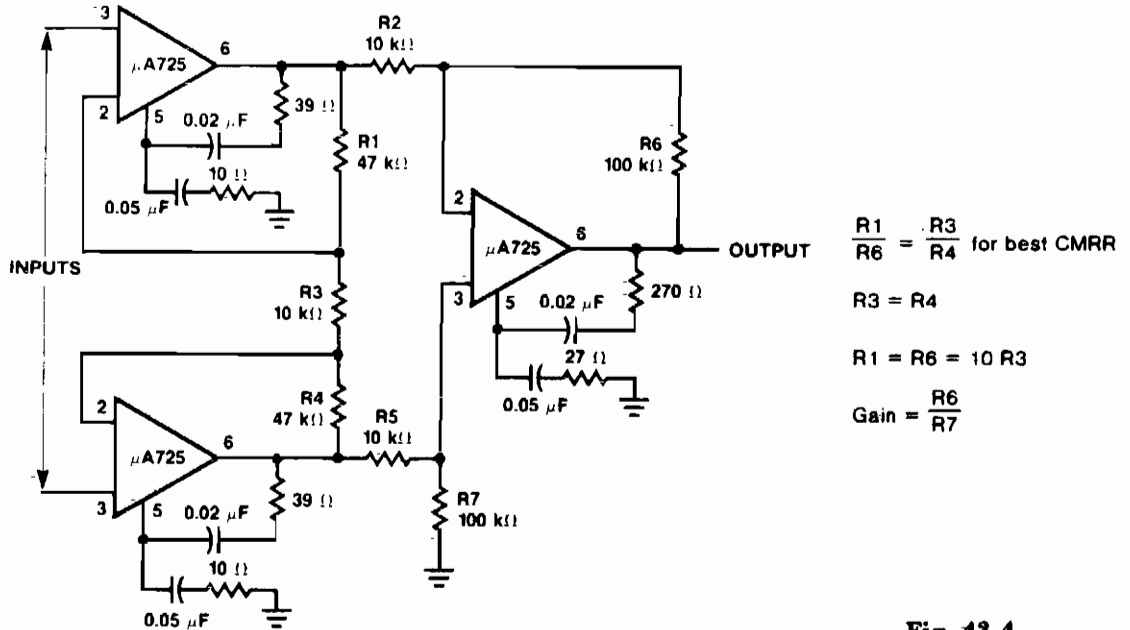 3
μA725
6
2
5
0.02 μF
39 Ω
10 Ω
0.05 μF
R2
10 kΩ
R1
47 kΩ
R6
100 kΩ
INPUTS
R3
10 kΩ
2
μA725
6
3
5
0.02 μF
270 Ω
27 Ω
0.05 μF
OUTPUT
R4
47 kΩ
R5
10 kΩ
2
μA725
6
3
5
0.02 μF
39 Ω
10 Ω
0.05 μF
R7
100 kΩ
R1/R6 = R3/R4 for best CMRR
R3 = R4
R1 = R6 = 10 R3
Gain = R6/R7
Fig. 43-4